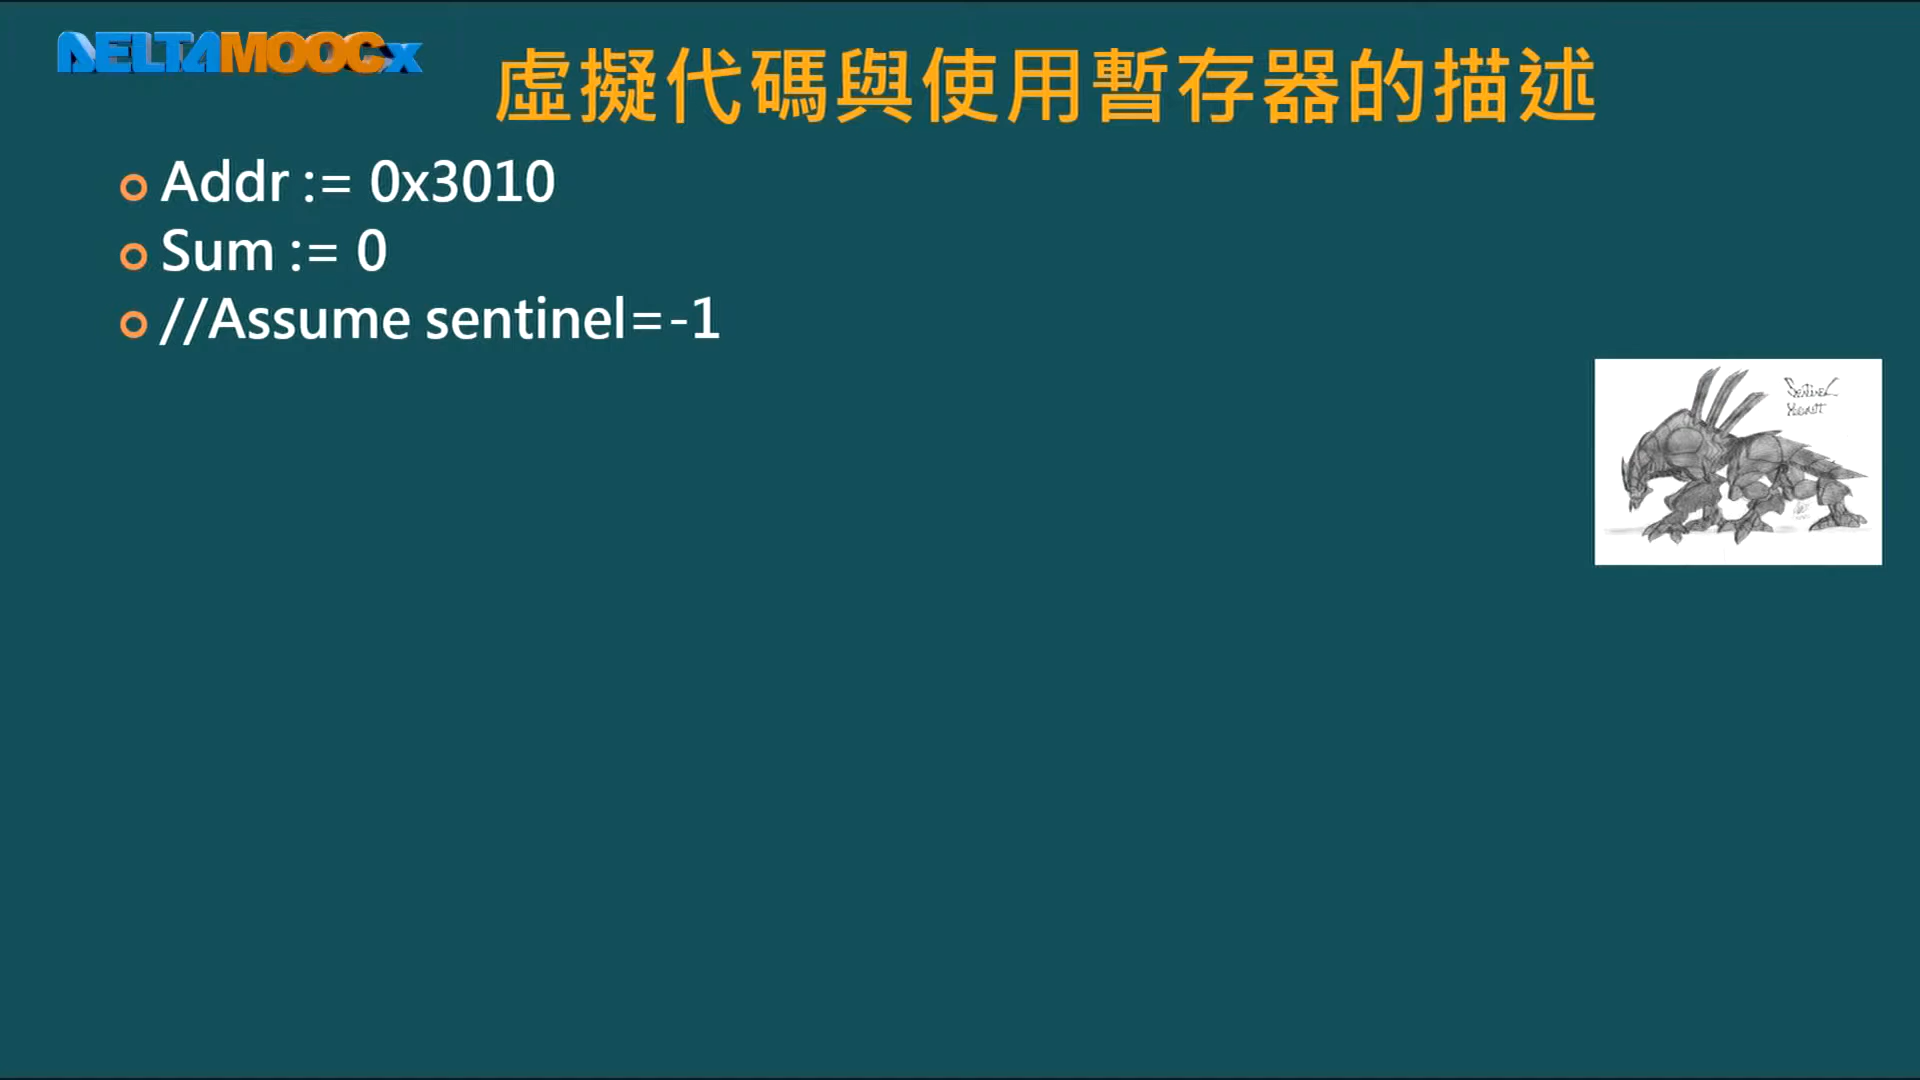 DELTAMOOCx
虛擬代碼與使用暫存器的描述
Addr := 0x3010
Sum := 0
//Assume sentinel=-1
Sentinel